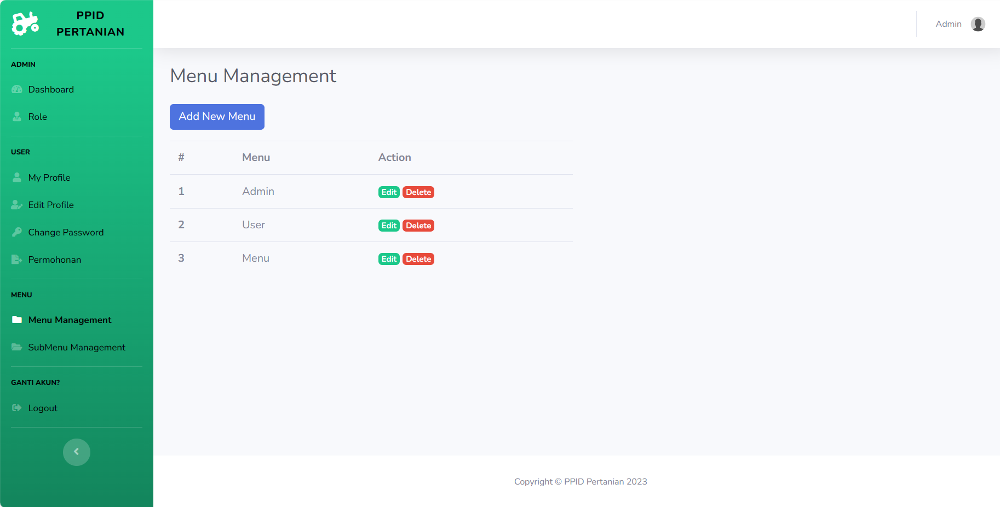 PPID
PERTANIAN
ADMIN
Dashboard
Role
USER
My Profile
Edit Profile
Change Password
Permohonan
MENU
Menu Management
SubMenu Management
GANTI AKUN?
Logout
Admin
Menu Management
Add New Menu
# Menu Action
1 Admin Edit Delete
2 User Edit Delete
3 Menu Edit Delete
Copyright © PPID Pertanian 2023